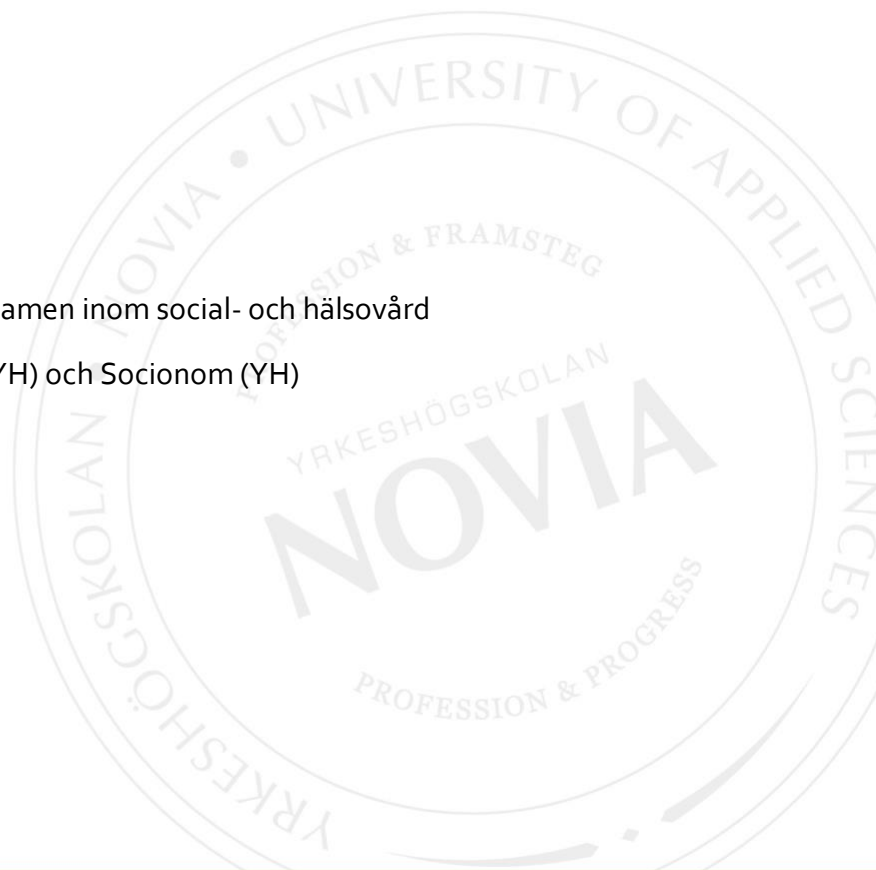 UNIVERSITY OF APPLIED SCIENCES
NOVIA
& FRAMSTEG
amen inom social- och hälsovård
YH) och Socionom (YH)
YRKESHÖGSKOLAN
NOVIA
PROFESSION & PROGRESS
YRKESHÖGSKOLAN